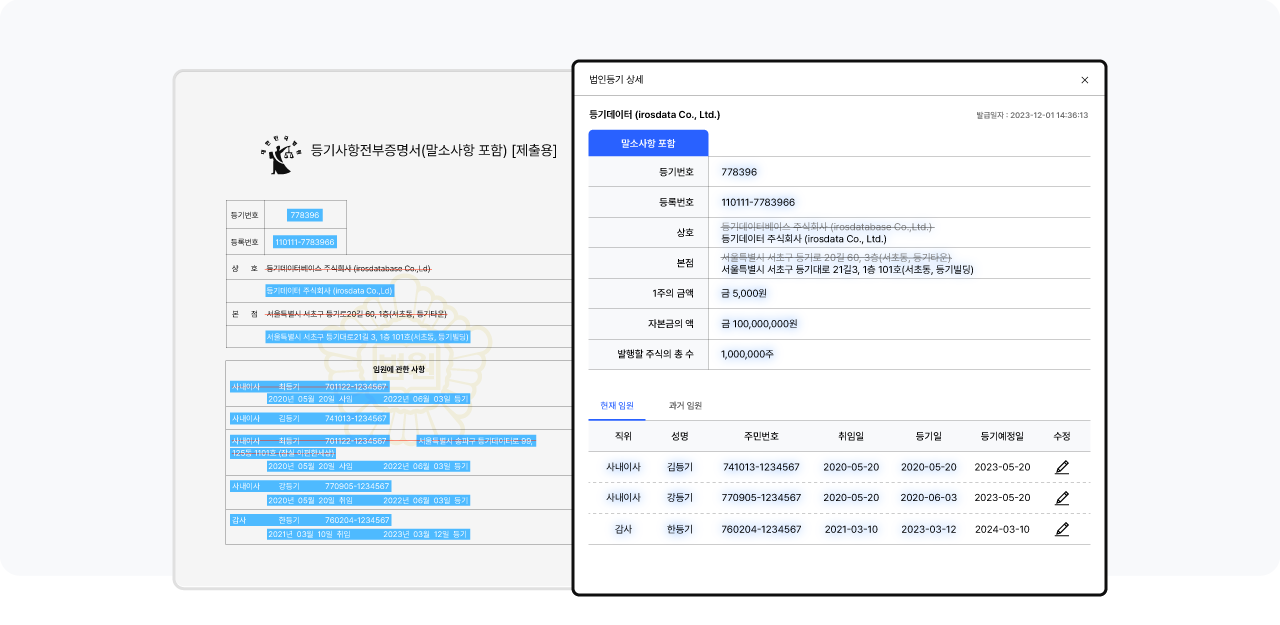 대한민국
등기사항전부증명서(말소사항 포함) [제출용]
등기번호 778396
등록번호 110111-7783966
상 호 등기데이터베이스 주식회사 (irosdatabase Co.,Ld)
등기데이터 주식회사 (irosdata Co.,Ld)
본 점 서울특별시 서초구 등기로20길 60, 1층(서초동, 등기타운)
서울특별시 서초구 등기대로21길 3, 1층 101호(서초동, 등기빌딩)
법원
임원에 관한 사항
사내이사 최등기 701122-1234567
2020년 05월 20일 사임 2022년 06월 03일 등기
사내이사 김등기 741013-1234567
사내이사 최등기 701122-1234567 서울특별시 송파구 등기데이터로 99,
125동 1101호 (잠실 이편한세상)
2020년 05월 20일 사임 2022년 06월 03일 등기
사내이사 강등기 770905-1234567
2020년 05월 20일 취임 2022년 06월 03일 등기
감사 한등기 760204-1234567
2021년 03월 10일 취임 2023년 03월 12일 등기
법인등기 상세
등기데이터 (irosdata Co., Ltd.) 발급일자 : 2023-12-01 14:36:13
말소사항 포함
등기번호 778396
등록번호 110111-7783966
상호 등기데이터베이스 주식회사 (irosdatabase Co.,Ltd.)
등기데이터 주식회사 (irosdata Co., Ltd.)
본점 서울특별시 서초구 등기로 20길 60, 3층(서초동, 등기타운)
서울특별시 서초구 등기대로 21길3, 1층 101호(서초동, 등기빌딩)
1주의 금액 금 5,000원
자본금의 액 금 100,000,000원
발행할 주식의 총 수 1,000,000주
현재 임원 과거 임원
직위 성명 주민번호 취임일 등기일 등기예정일 수정
사내이사 김등기 741013-1234567 2020-05-20 2020-05-20 2023-05-20
사내이사 강등기 770905-1234567 2020-05-20 2020-06-03 2023-05-20
감사 한등기 760204-1234567 2021-03-10 2023-03-12 2024-03-10